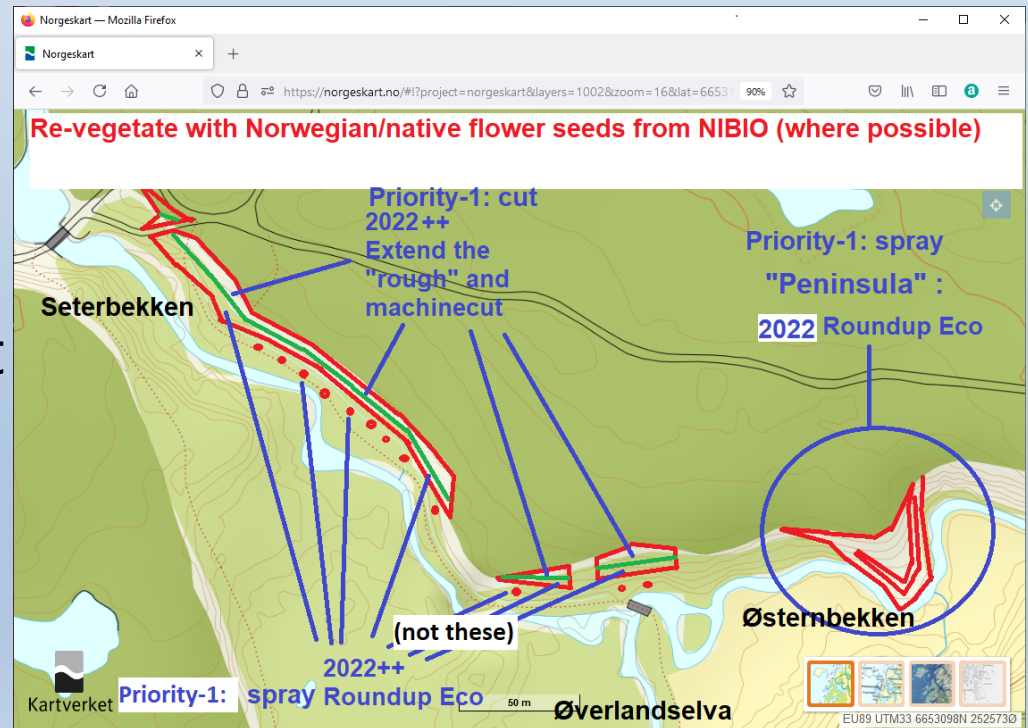 Norgeskart — Mozilla Firefox
Norgeskart
https://norgeskart.no/#!?project=norgeskart&layers=1002&zoom=16&lat=6653
90%
Re-vegetate with Norwegian/native flower seeds from NIBIO (where possible)
Priority-1: cut
2022++
Extend the
"rough" and
machinecut
Priority-1: spray
"Peninsula" :
2022 Roundup Eco
Seterbekken
t
Østernbekken
(not these)
2022++
Priority-1: spray Roundup Eco
Kartverket
50 m
Øverlandselva
EU89 UTM33 6653098N 252573Ø